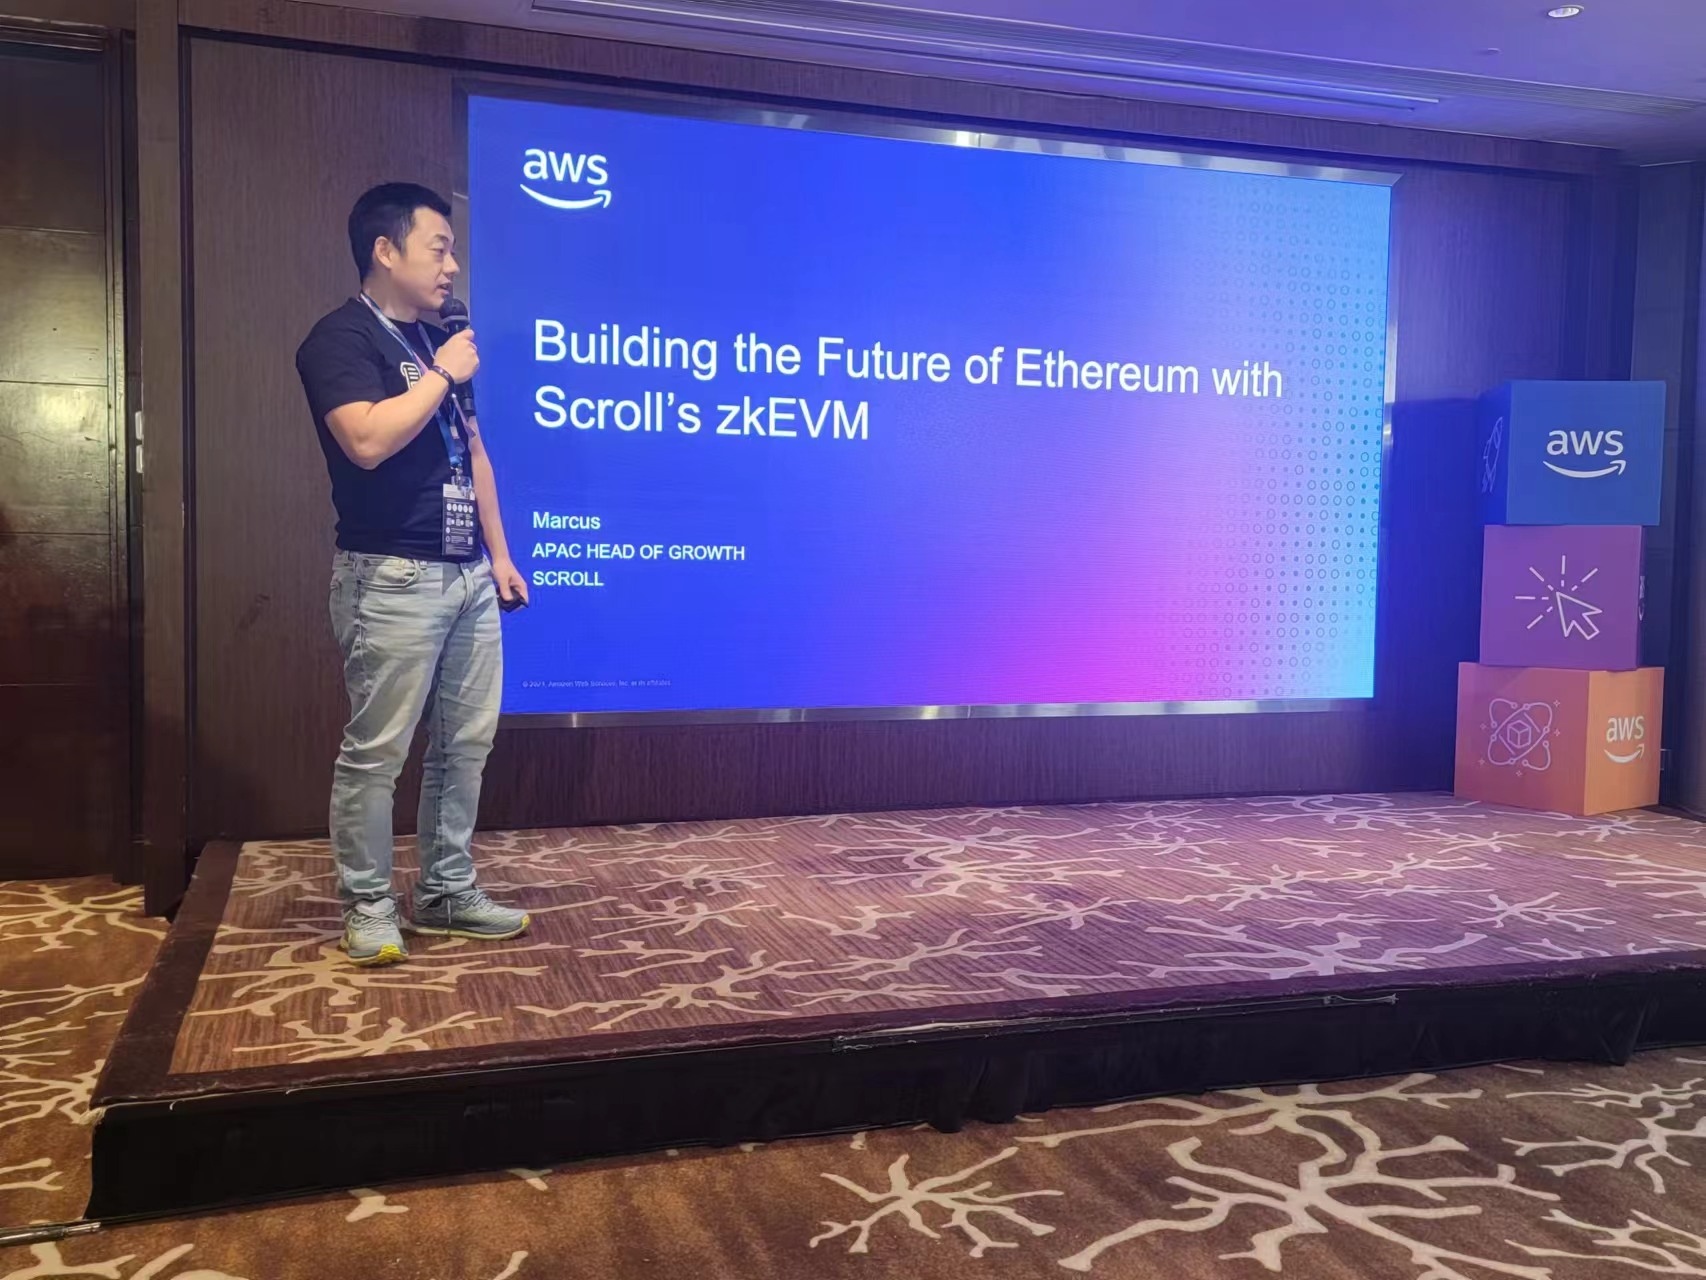 aws
Building the Future of Ethereum with
Scroll's zkEVM
Marcus
APAC HEAD OF GROWTH
SCROLL
aws
aws